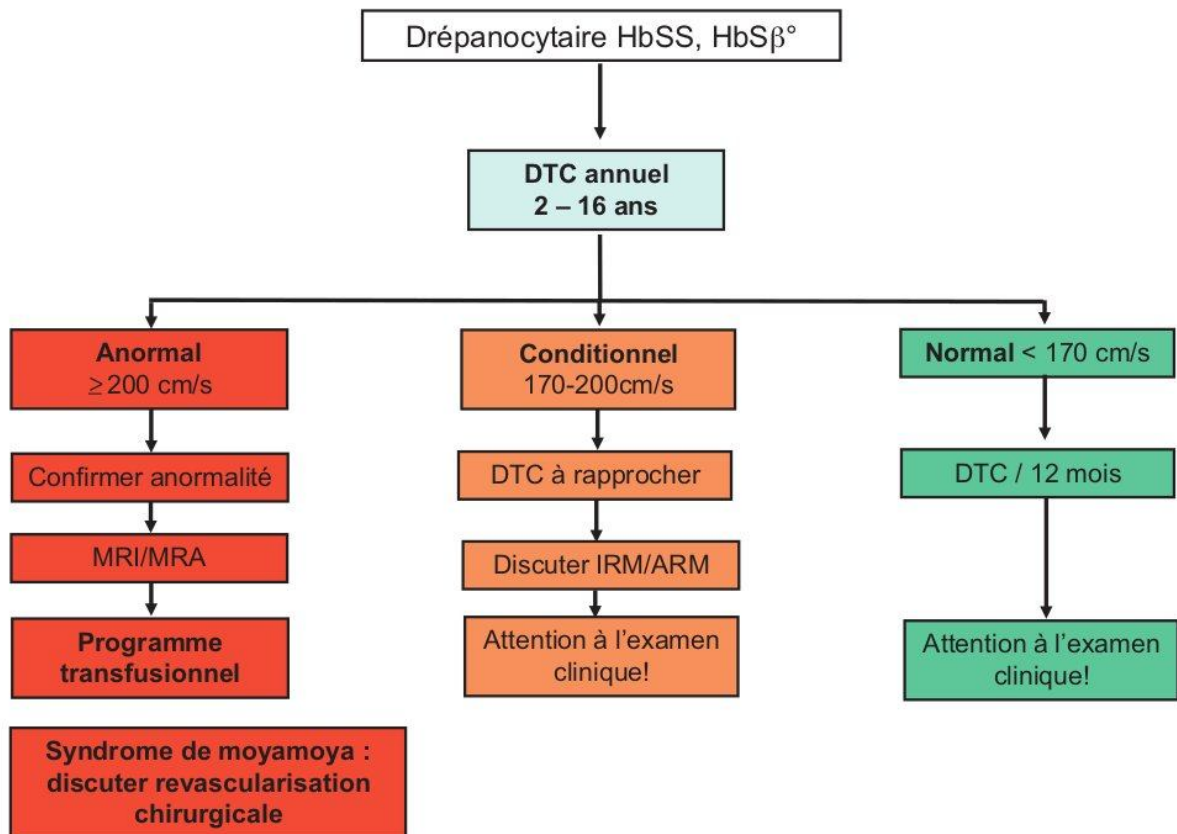 Drépanocytaire HbSS, HbSβ°
DTC annuel
2 – 16 ans
Anormal
≥ 200 cm/s
Confirmer anormalité
MRI/MRA
Programme
transfusionnel
Syndrome de moyamoya :
discuter revascularisation
chirurgicale
Conditionnel
170-200cm/s
DTC à rapprocher
Discuter IRM/ARM
Attention à l’examen
clinique!
Normal < 170 cm/s
DTC / 12 mois
Attention à l’examen
clinique!